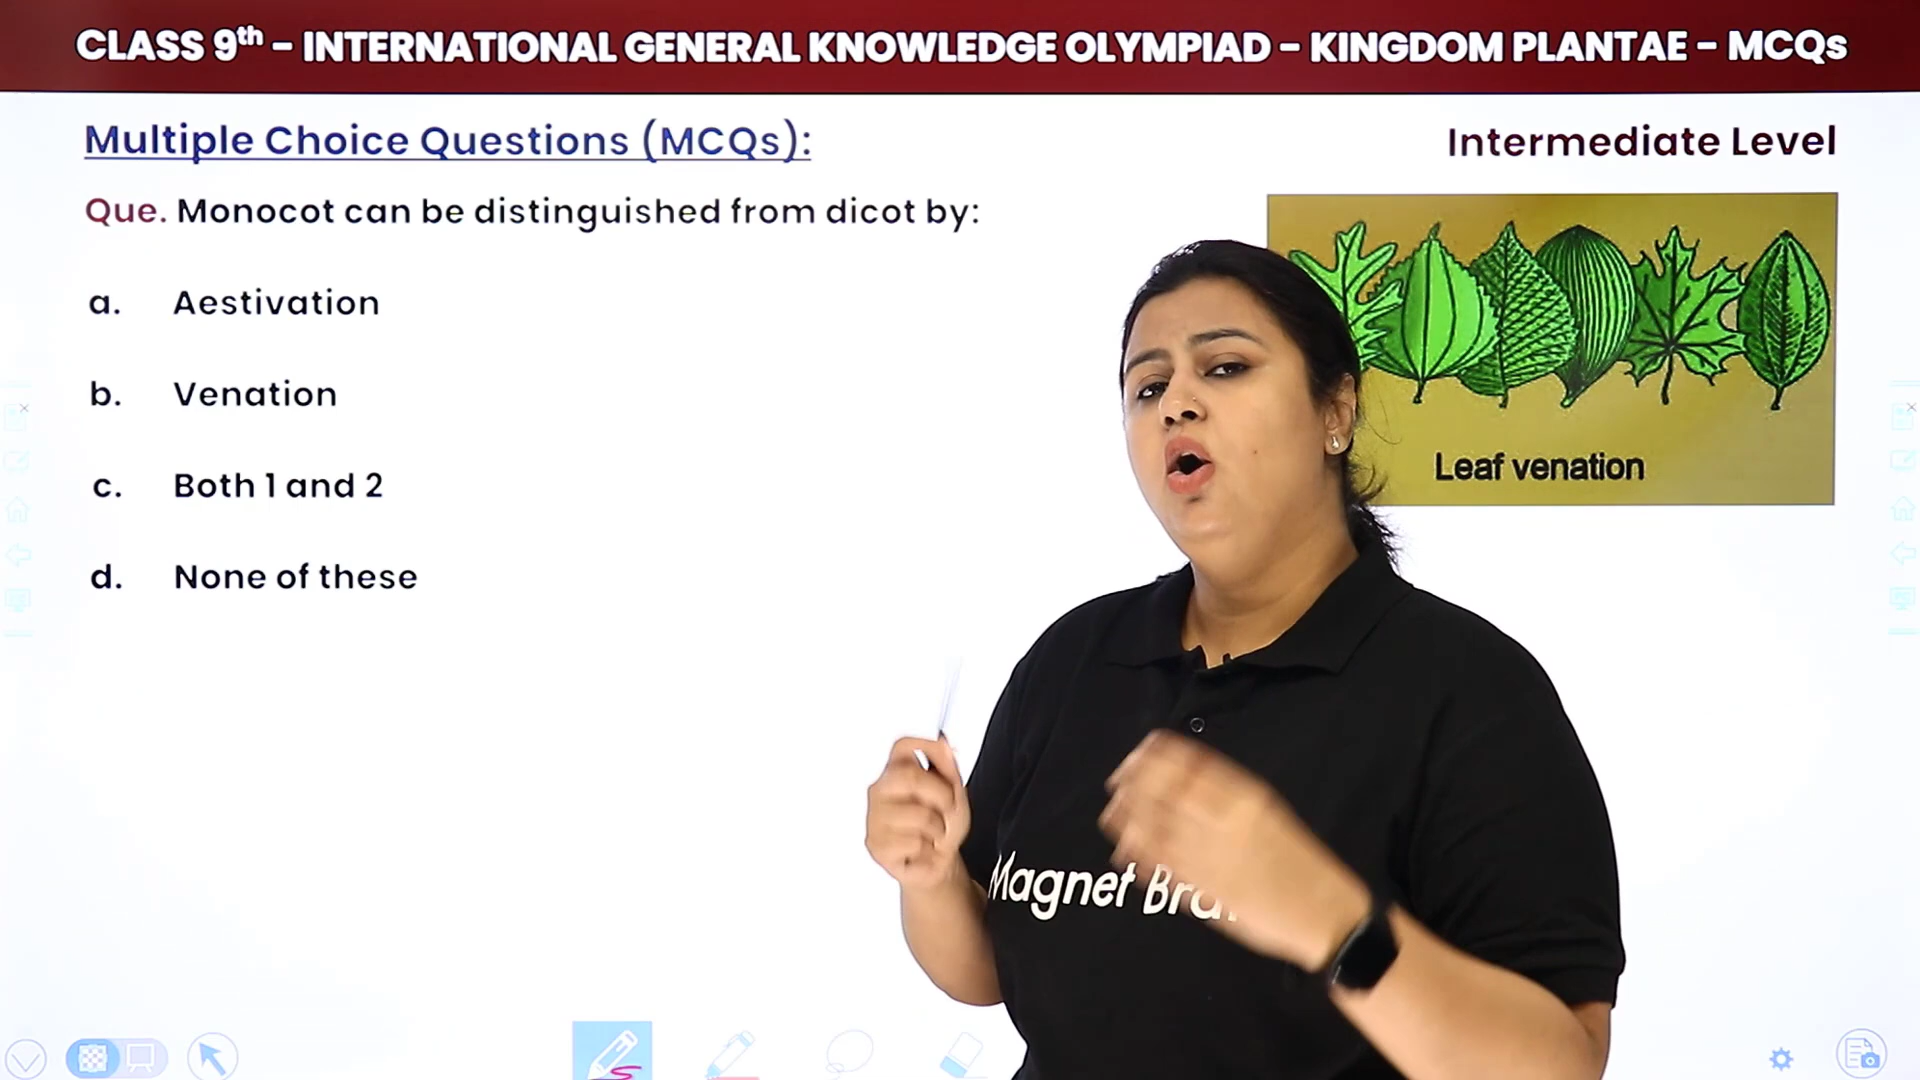 CLASS 9th - INTERNATIONAL GENERAL KNOWLEDGE OLYMPIAD - KINGDOM PLANTAE - MCQs
Multiple Choice Questions (MCQs):
Intermediate Level
Que. Monocot can be distinguished from dicot by:
a. Aestivation
b. Venation
c. Both 1 and 2
d. None of these
Leaf venation
Magnet